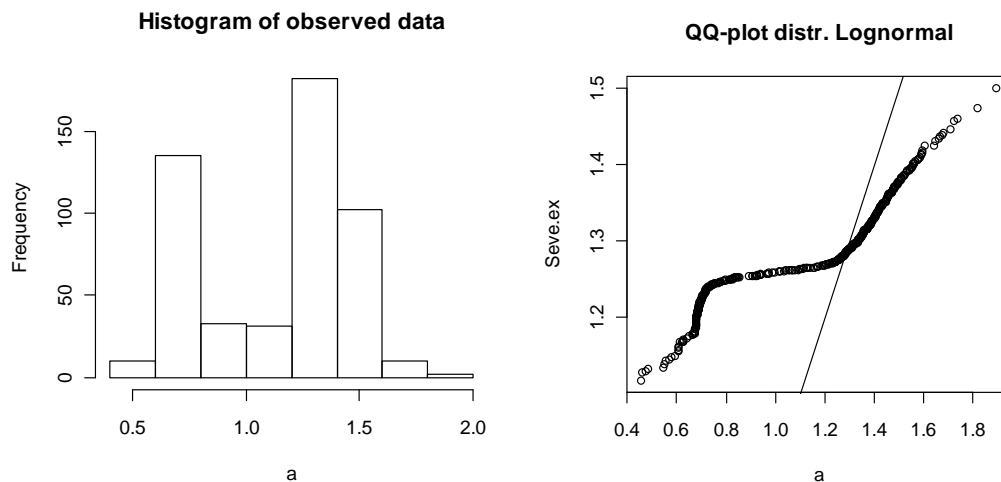 Histogram of observed data
Frequency
150
100
50
0
0.5 1.0 1.5 2.0
a
QQ-plot distr. Lognormal
Seve.ex
1.5
1.4
1.3
1.2
0.4 0.6 0.8 1.0 1.2 1.4 1.6 1.8
a